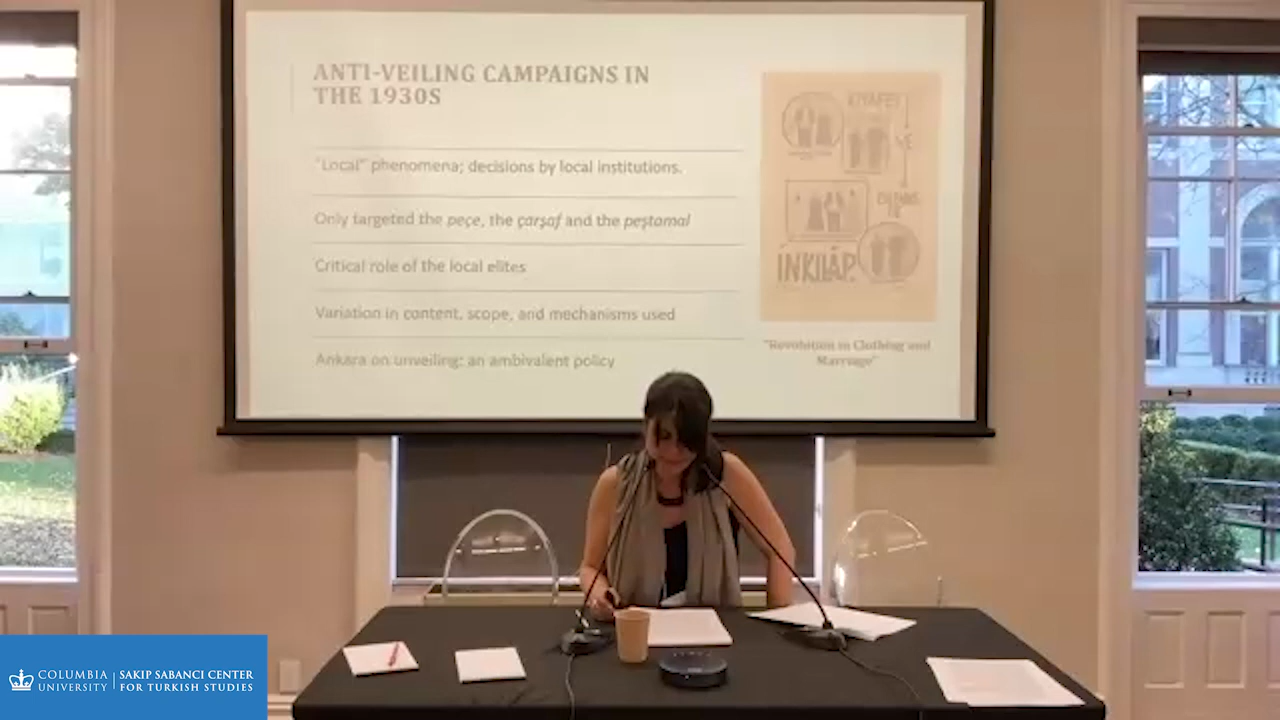 ANTI-VEILING CAMPAIGNS IN
THE 1930S
"Local" phenomena; decisions by local institutions.
Only targeted the peçe, the çarşaf and the peştamal
Critical role of the local elites
Variation in content, scope, and mechanisms used
Ankara on unveiling: an ambivalent policy
KIYAFET
VE
İNKILÂP.
"Revolution in Clothing and
Marriage"
COLUMBIA
UNIVERSITY
SAKIP SABANCI CENTER
FOR TURKISH STUDIES